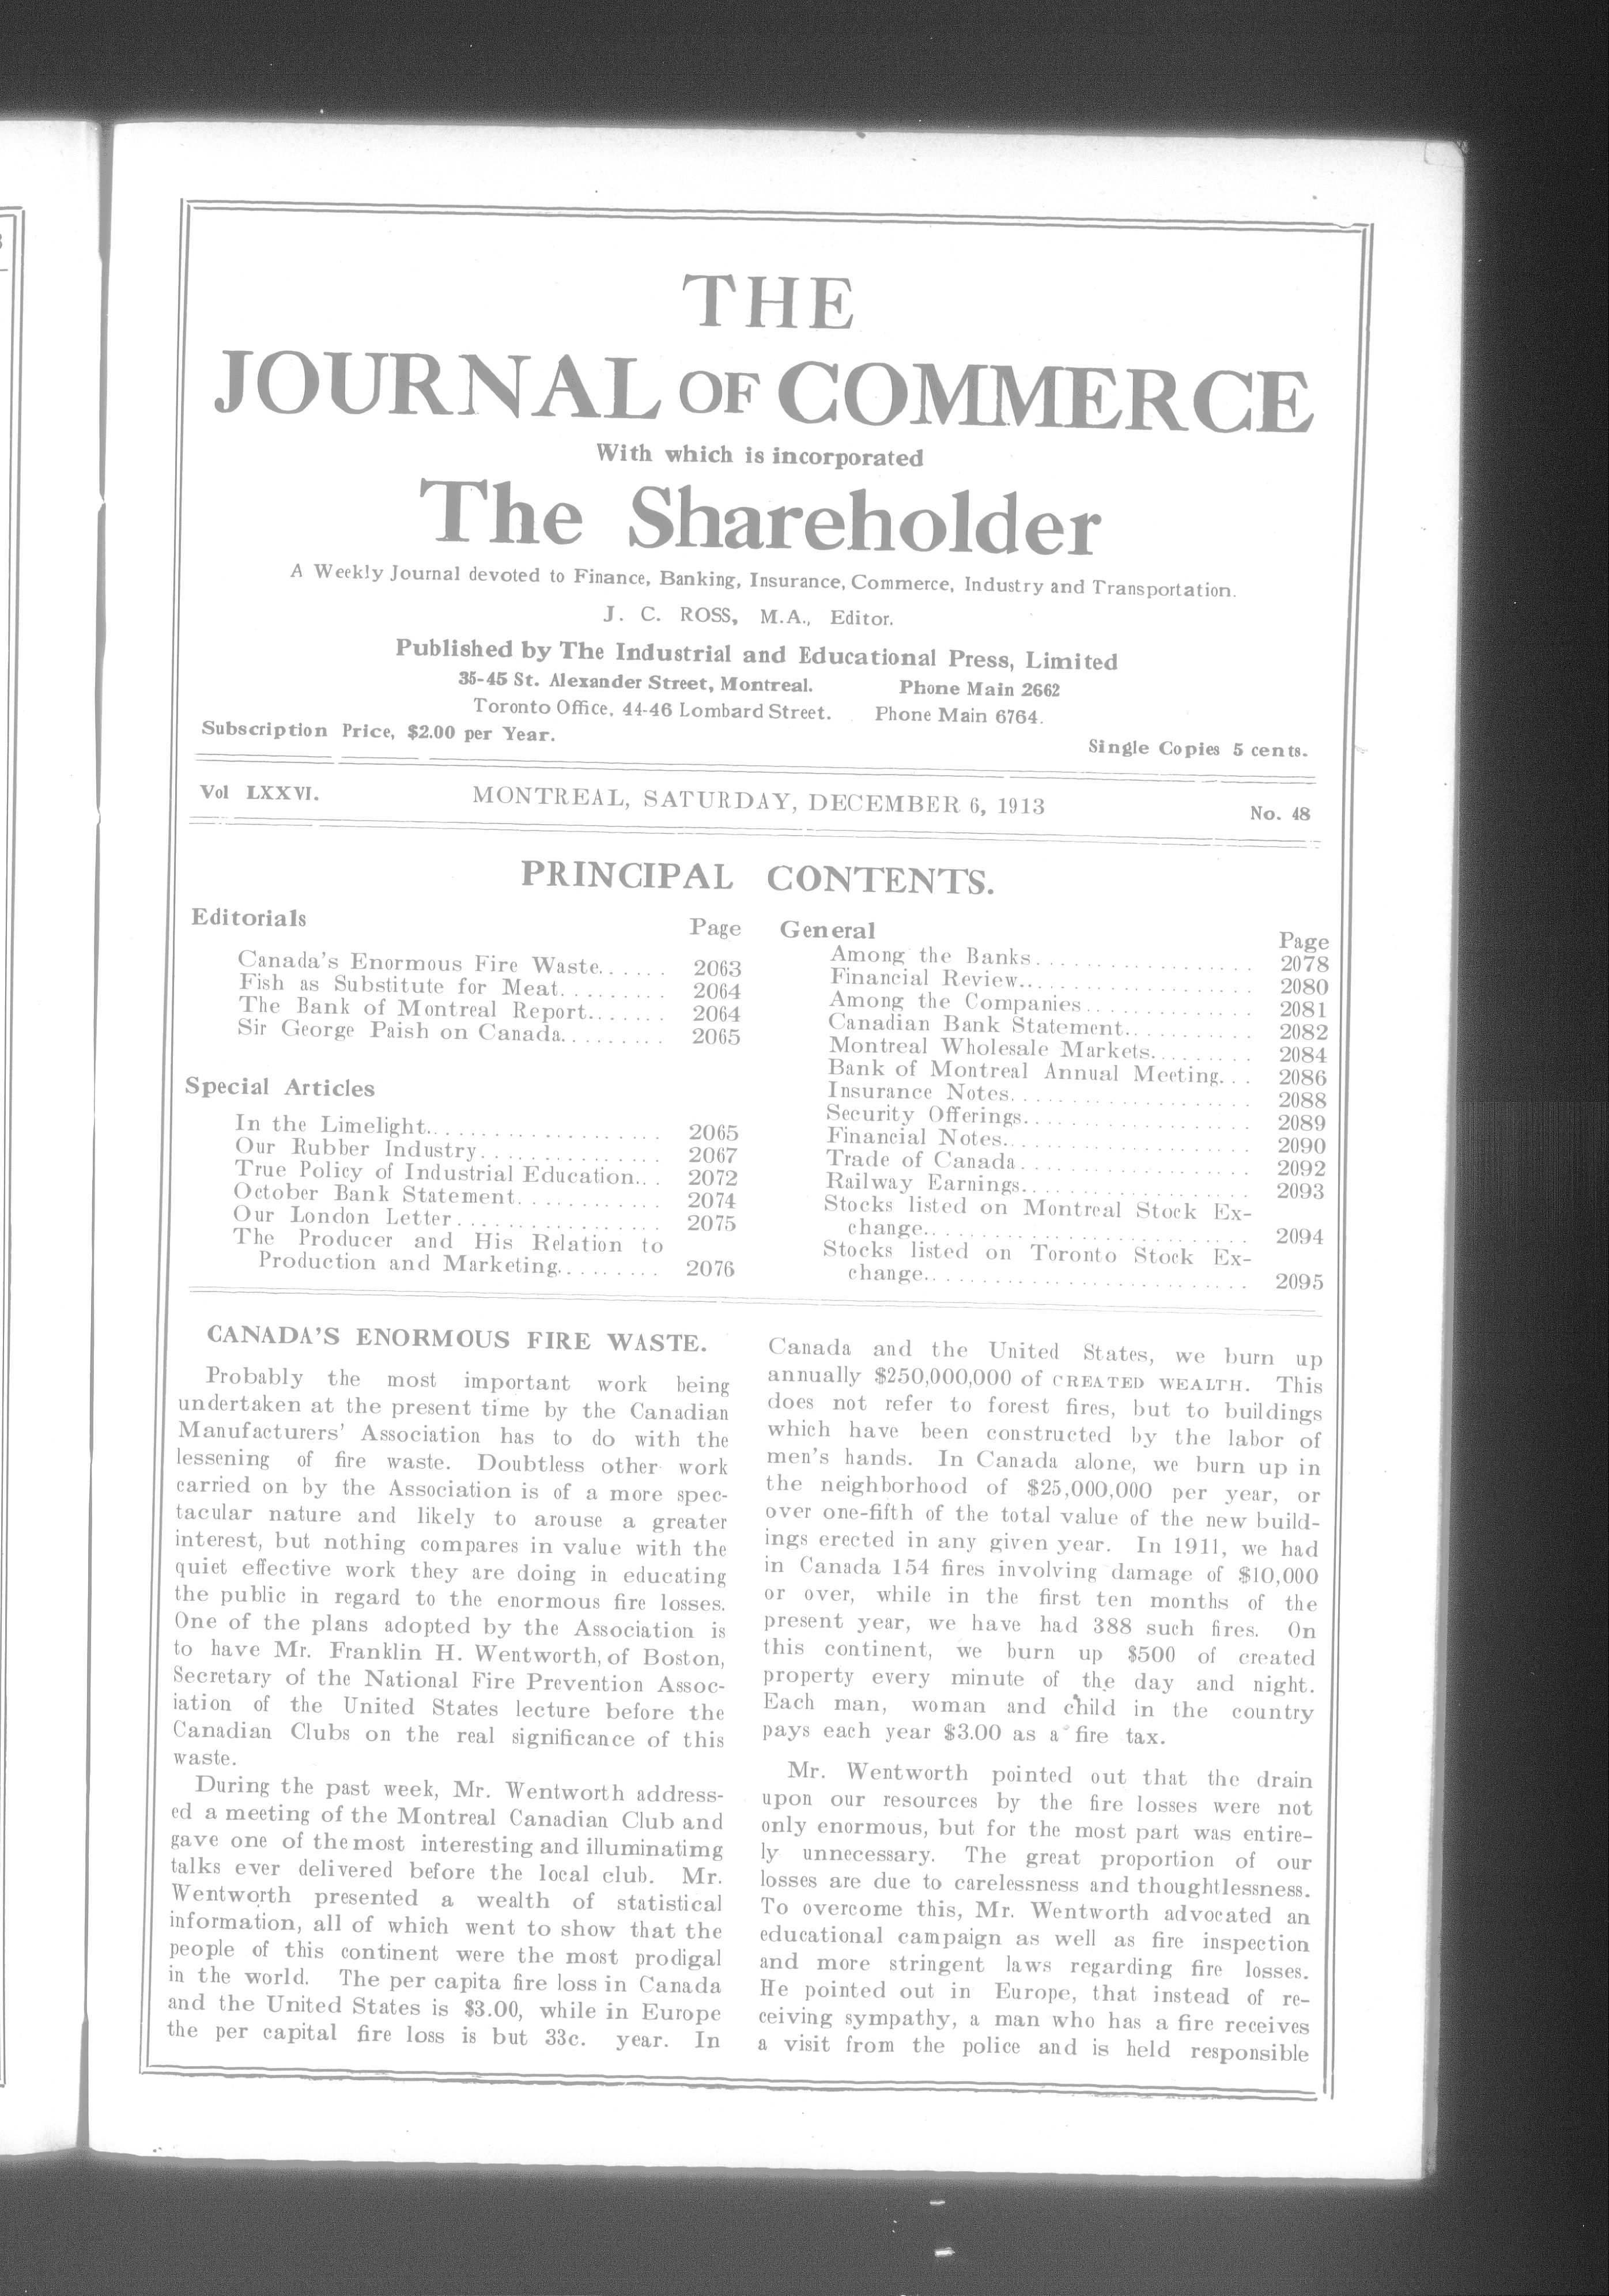 THE
JOURNAL OF COMMERCE
With which is incorporated
The Shareholder
A Weekly Journal devoted to Finance, Banking, Insurance, Commerce, Industry and Transportation.
J. C. ROSS, M.A., Editor.
Published by The Industrial and Educational Press, Limited
35-45 St. Alexander Street, Montreal. Phone Main 2662
Toronto Office, 44-46 Lombard Street. Phone Main 6764.
Subscription Price, $2.00 per Year. Single Copies 5 cents.
Vol LXXVI. MONTREAL, SATURDAY, DECEMBER 6, 1913 No. 48
PRINCIPAL CONTENTS.
Editorials
Page
Canada's Enormous Fire Waste....... 2063
Fish as Substitute for Meat.......... 2064
The Bank of Montreal Report........ 2064
Sir George Paish on Canada.......... 2065
Special Articles
In the Limelight.................... 2065
Our Rubber Industry............... 2067
True Policy of Industrial Education... 2072
October Bank Statement............. 2074
Our London Letter................. 2075
The Producer and His Relation to
Production and Marketing......... 2076
General
Page
Among the Banks................... 2078
Financial Review.................... 2080
Among the Companies.............. 2081
Canadian Bank Statement........... 2082
Montreal Wholesale Markets......... 2084
Bank of Montreal Annual Meeting... 2086
Insurance Notes.................... 2088
Security Offerings................... 2089
Financial Notes..................... 2090
Trade of Canada................... 2092
Railway Earnings................... 2093
Stocks listed on Montreal Stock Ex-
change........................... 2094
Stocks listed on Toronto Stock Ex-
change........................... 2095
CANADA'S ENORMOUS FIRE WASTE.
Probably the most important work being
undertaken at the present time by the Canadian
Manufacturers' Association has to do with the
lessening of fire waste. Doubtless other work
carried on by the Association is of a more spec-
tacular nature and likely to arouse a greater
interest, but nothing compares in value with the
quiet effective work they are doing in educating
the public in regard to the enormous fire losses.
One of the plans adopted by the Association is
to have Mr. Franklin H. Wentworth, of Boston,
Secretary of the National Fire Prevention Assoc-
iation of the United States lecture before the
Canadian Clubs on the real significance of this
waste.
During the past week, Mr. Wentworth address-
ed a meeting of the Montreal Canadian Club and
gave one of the most interesting and illuminatimg
talks ever delivered before the local club. Mr.
Wentworth presented a wealth of statistical
information, all of which went to show that the
people of this continent were the most prodigal
in the world. The per capita fire loss in Canada
and the United States is $3.00, while in Europe
the per capital fire loss is but 33c. year. In
Canada and the United States, we burn up
annually $250,000,000 of CREATED WEALTH. This
does not refer to forest fires, but to buildings
which have been constructed by the labor of
men's hands. In Canada alone, we burn up in
the neighborhood of $25,000,000 per year, or
over one-fifth of the total value of the new build-
ings erected in any given year. In 1911, we had
in Canada 154 fires involving damage of $10,000
or over, while in the first ten months of the
present year, we have had 388 such fires. On
this continent, we burn up $500 of created
property every minute of the day and night.
Each man, woman and child in the country
pays each year $3.00 as a fire tax.
Mr. Wentworth pointed out that the drain
upon our resources by the fire losses were not
only enormous, but for the most part was entire-
ly unnecessary. The great proportion of our
losses are due to carelessness and thoughtlessness.
To overcome this, Mr. Wentworth advocated an
educational campaign as well as fire inspection
and more stringent laws regarding fire losses.
He pointed out in Europe, that instead of re-
ceiving sympathy, a man who has a fire receives
a visit from the police and is held responsible